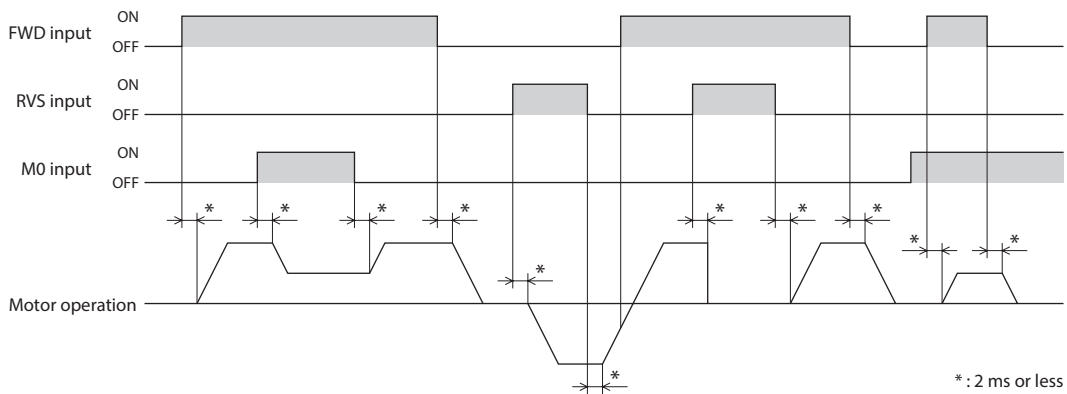 FWD input
ON
OFF
RVS input
ON
OFF
M0 input
ON
OFF
* * * * * * * *
* *
*
Motor operation
*
* : 2 ms or less